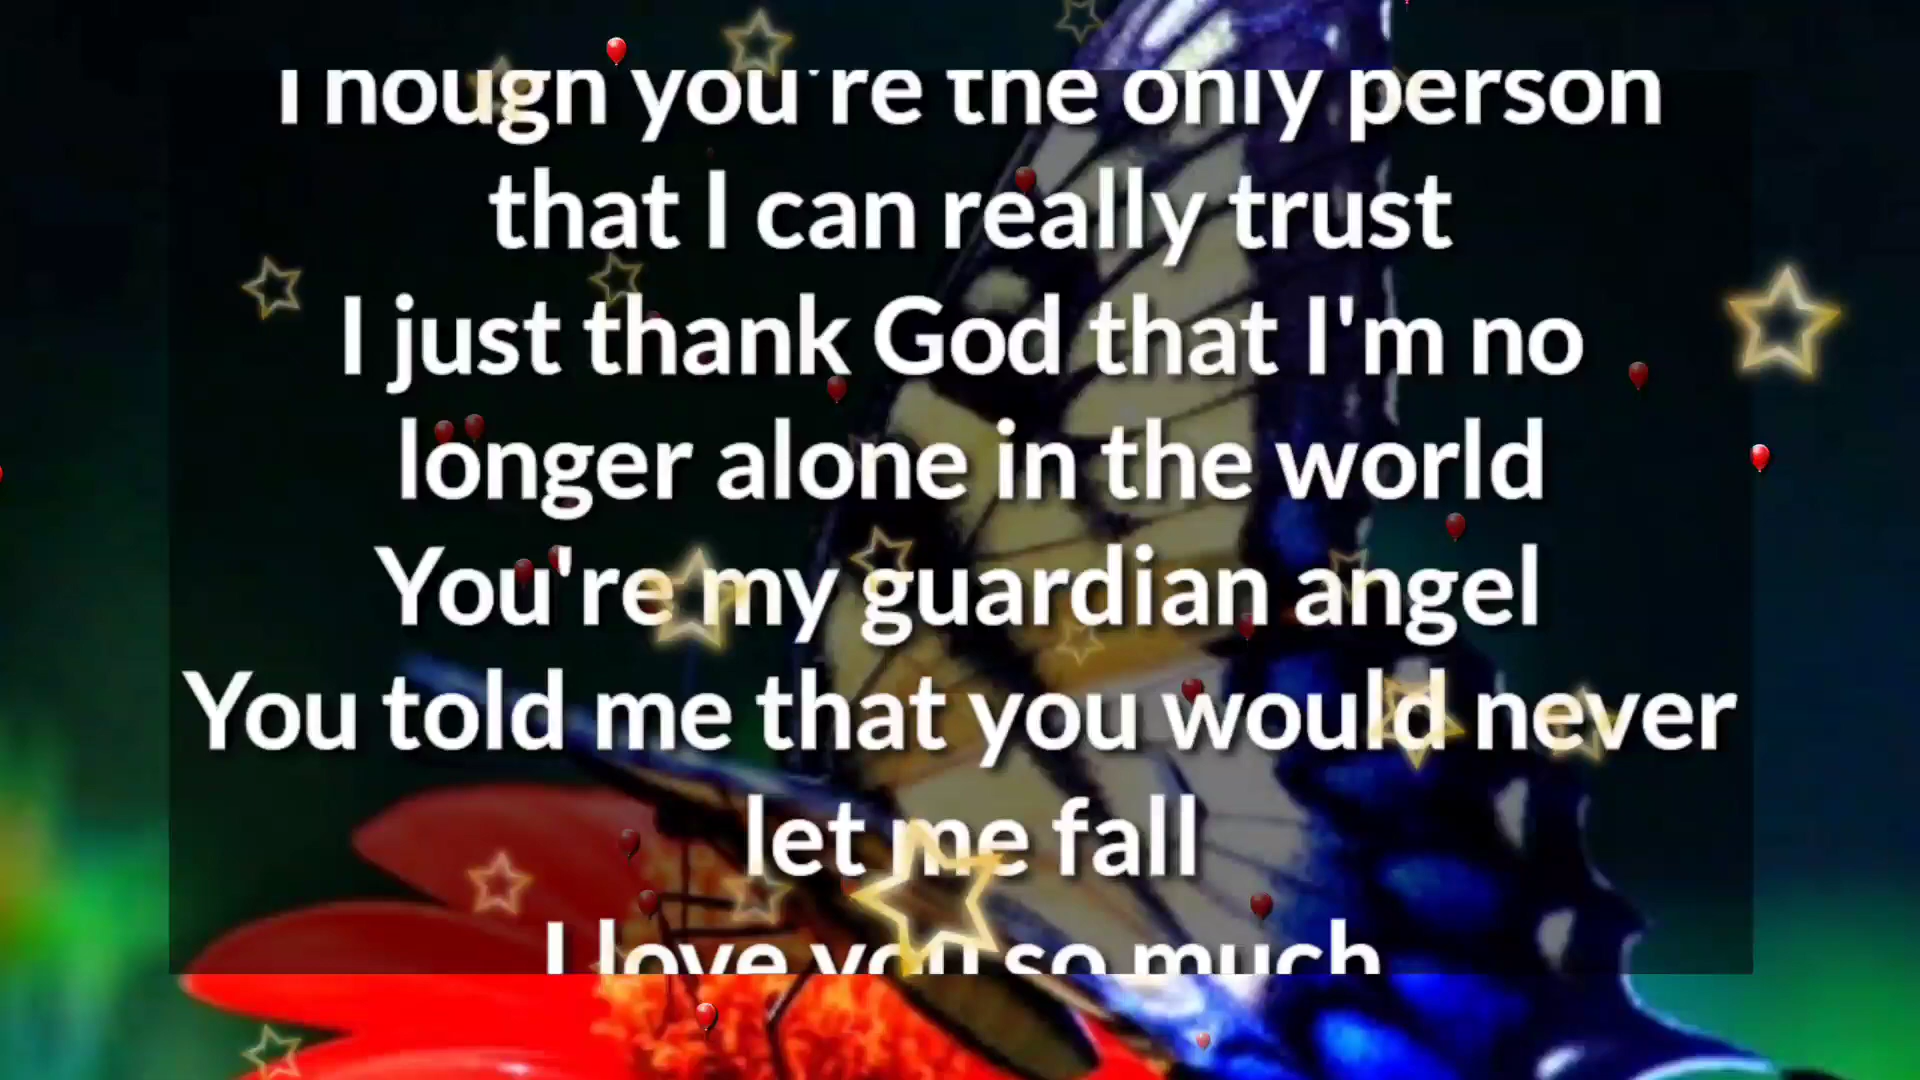 Though you're the only person
that I can really trust
I just thank God that I'm no
longer alone in the world
You're my guardian angel
You told me that you would never
let me fall
I love you so much